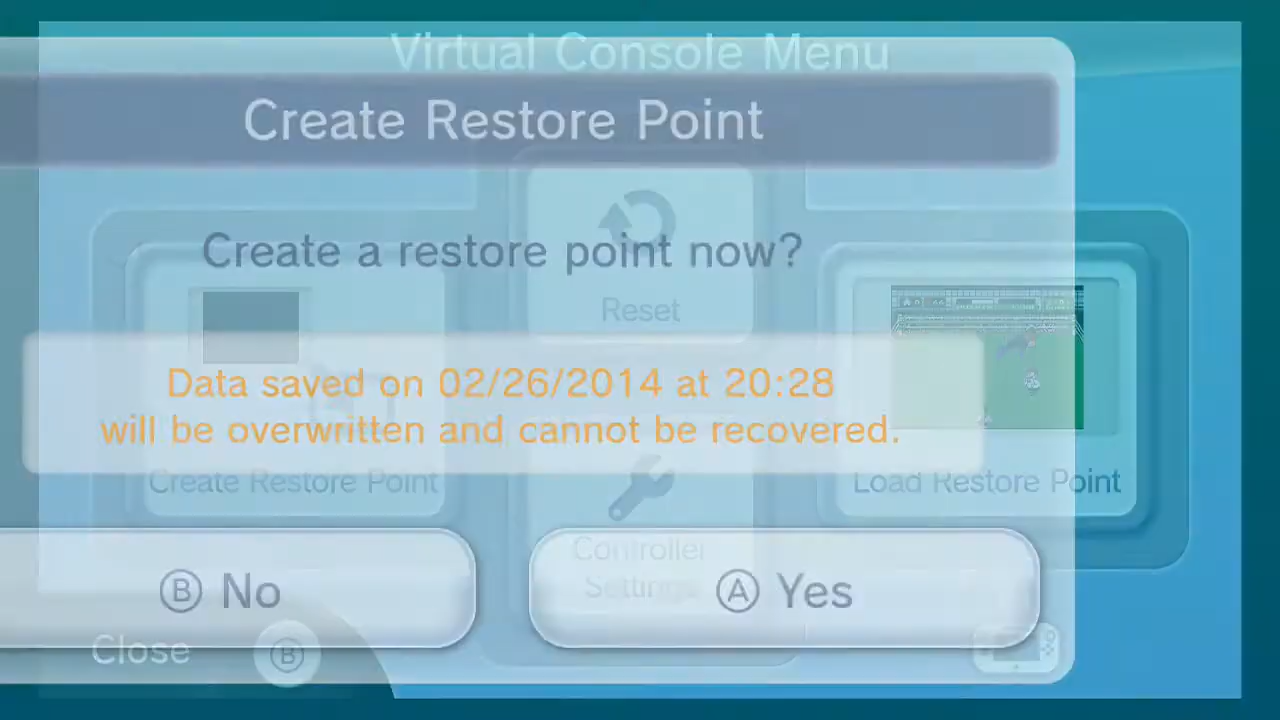 Virtual Console Menu
Create Restore Point
Create a restore point now?
Reset
Data saved on 02/26/2014 at 20:28
will be overwritten and cannot be recovered.
Create Restore Point
Load Restore Point
Controller
Settings
B No
A Yes
Close B